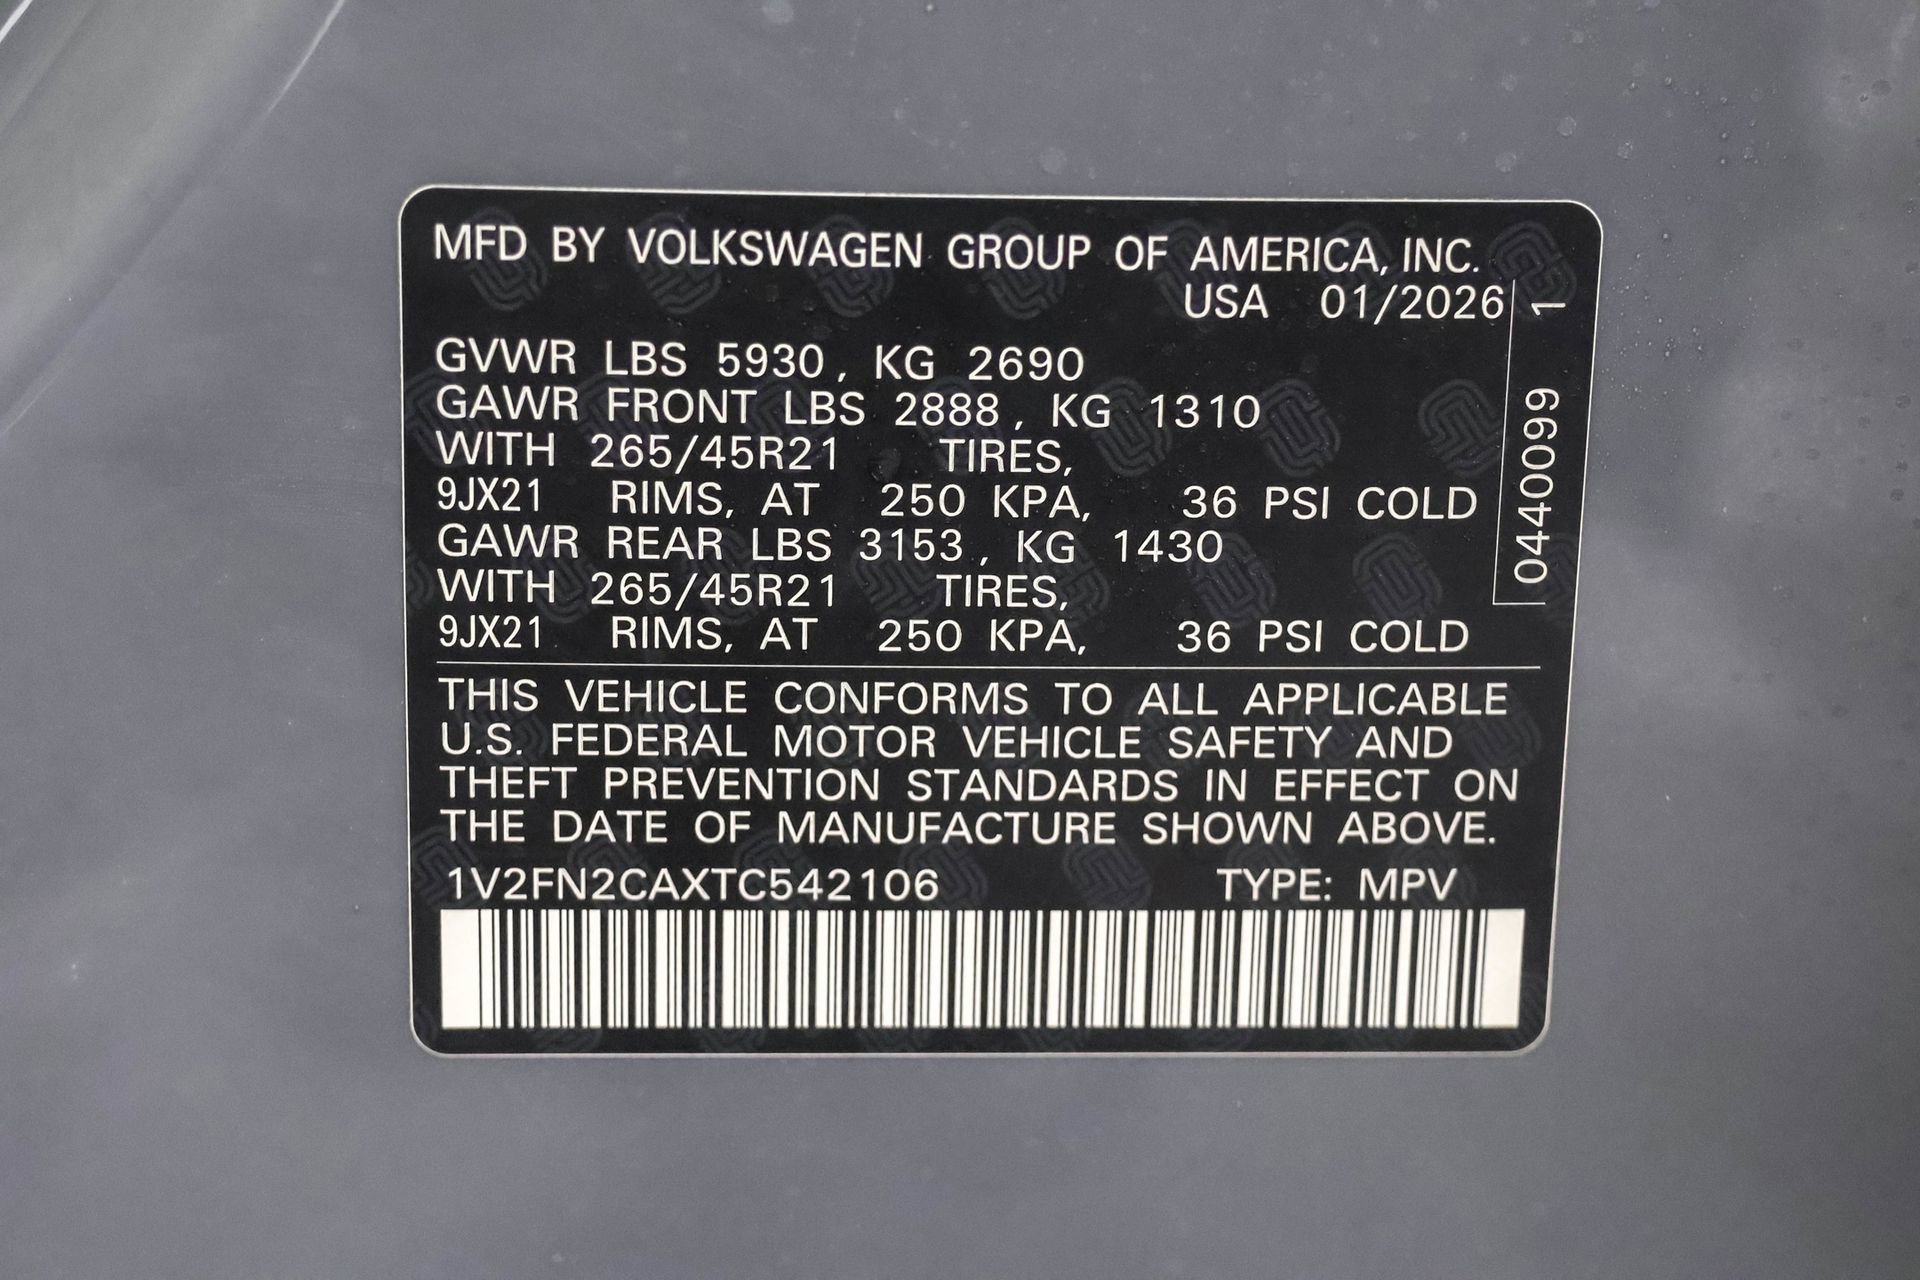 MFD BY VOLKSWAGEN GROUP OF AMERICA, INC.
USA 01/2026
GVWR LBS 5930, KG 2690
GAWR FRONT LBS 2888, KG 1310
WITH 265/45R21 TIRES,
9JX21 RIMS, AT 250 KPA, 36 PSI COLD
GAWR REAR LBS 3153, KG 1430
WITH 265/45R21 TIRES,
9JX21 RIMS, AT 250 KPA, 36 PSI COLD
0440099 1
THIS VEHICLE CONFORMS TO ALL APPLICABLE
U.S. FEDERAL MOTOR VEHICLE SAFETY AND
THEFT PREVENTION STANDARDS IN EFFECT ON
THE DATE OF MANUFACTURE SHOWN ABOVE.
1V2FN2CAXTC542106 TYPE: MPV